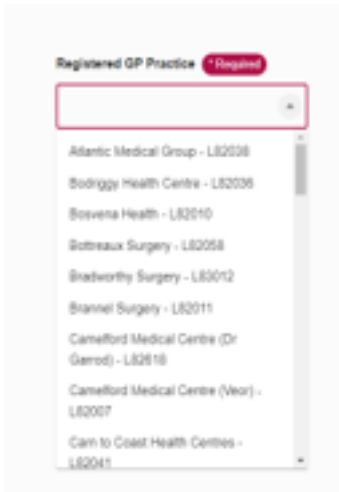 Registered GP Practice * Required
Atlantic Medical Group - L82038
Bodriggy Health Centre - L82036
Bosvena Health - L82010
Bottreaux Surgery - L82058
Bradworthy Surgery - L83012
Brannel Surgery - L82011
Camelford Medical Centre (Dr
Garrod) - L82618
Camelford Medical Centre (Veor) -
L82007
Carn to Coast Health Centres -
L82041